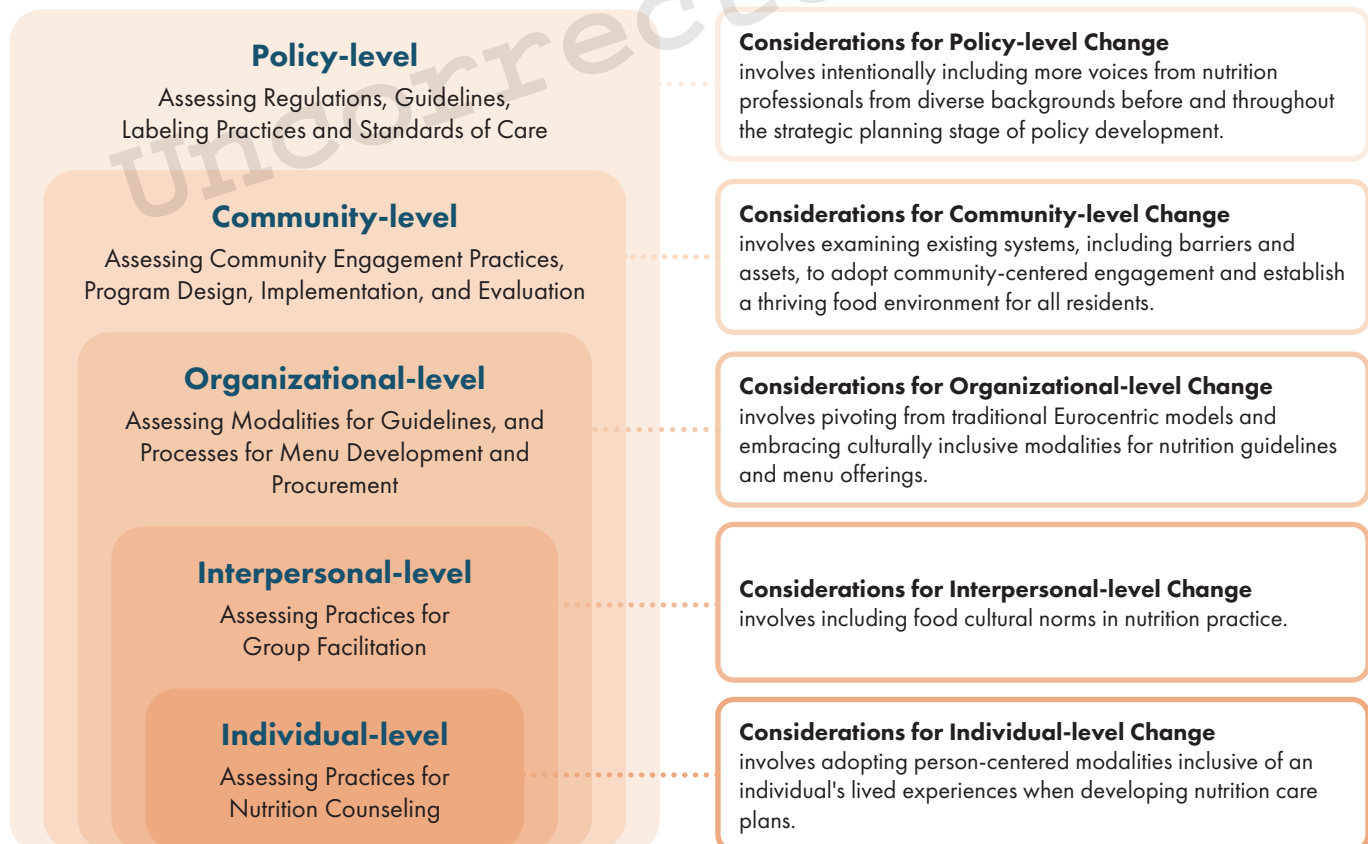 Uncorrecte
Policy-level
Assessing Regulations, Guidelines,
Labeling Practices and Standards of Care
Considerations for Policy-level Change
involves intentionally including more voices from nutrition
professionals from diverse backgrounds before and throughout
the strategic planning stage of policy development.
Community-level
Assessing Community Engagement Practices,
Program Design, Implementation, and Evaluation
Considerations for Community-level Change
involves examining existing systems, including barriers and
assets, to adopt community-centered engagement and establish
a thriving food environment for all residents.
Organizational-level
Assessing Modalities for Guidelines, and
Processes for Menu Development and
Procurement
Considerations for Organizational-level Change
involves pivoting from traditional Eurocentric models and
embracing culturally inclusive modalities for nutrition guidelines
and menu offerings.
Interpersonal-level
Assessing Practices for
Group Facilitation
Considerations for Interpersonal-level Change
involves including food cultural norms in nutrition practice.
Individual-level
Assessing Practices for
Nutrition Counseling
Considerations for Individual-level Change
involves adopting person-centered modalities inclusive of an
individual's lived experiences when developing nutrition care
plans.